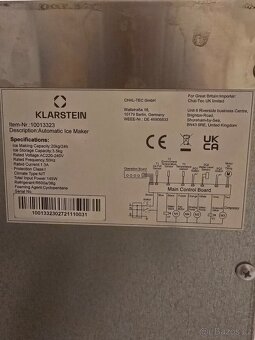 KLARSTEIN
Item-Nr.:10013323
Description:Automatic Ice Maker
Specifications:
Ice Making Capacity 20kg/24h
Ice Storage Capacity 3.5kg
Rated Voltage AC220-240V
Rated Frequency 50Hz
Rated Current 1.3A
Protection Class I
Climate Type N/T
Total Input Power 145W
Refrigerant R600a/38g
Foaming Agent Cyclopentane
Serial No.:
1001332302T21110031
CHAL-TEC GmbH
Wallstraße 16,
10179 Berlin, Germany
For Great Britain:Importer:
Chal-Tec UK limited
Unit 6 Riverside business Centre,
Brighton Road,
Shoreham-by-Sea,
BN43 6RE, United Kingdom
CE
UK
CA
Main Control Board